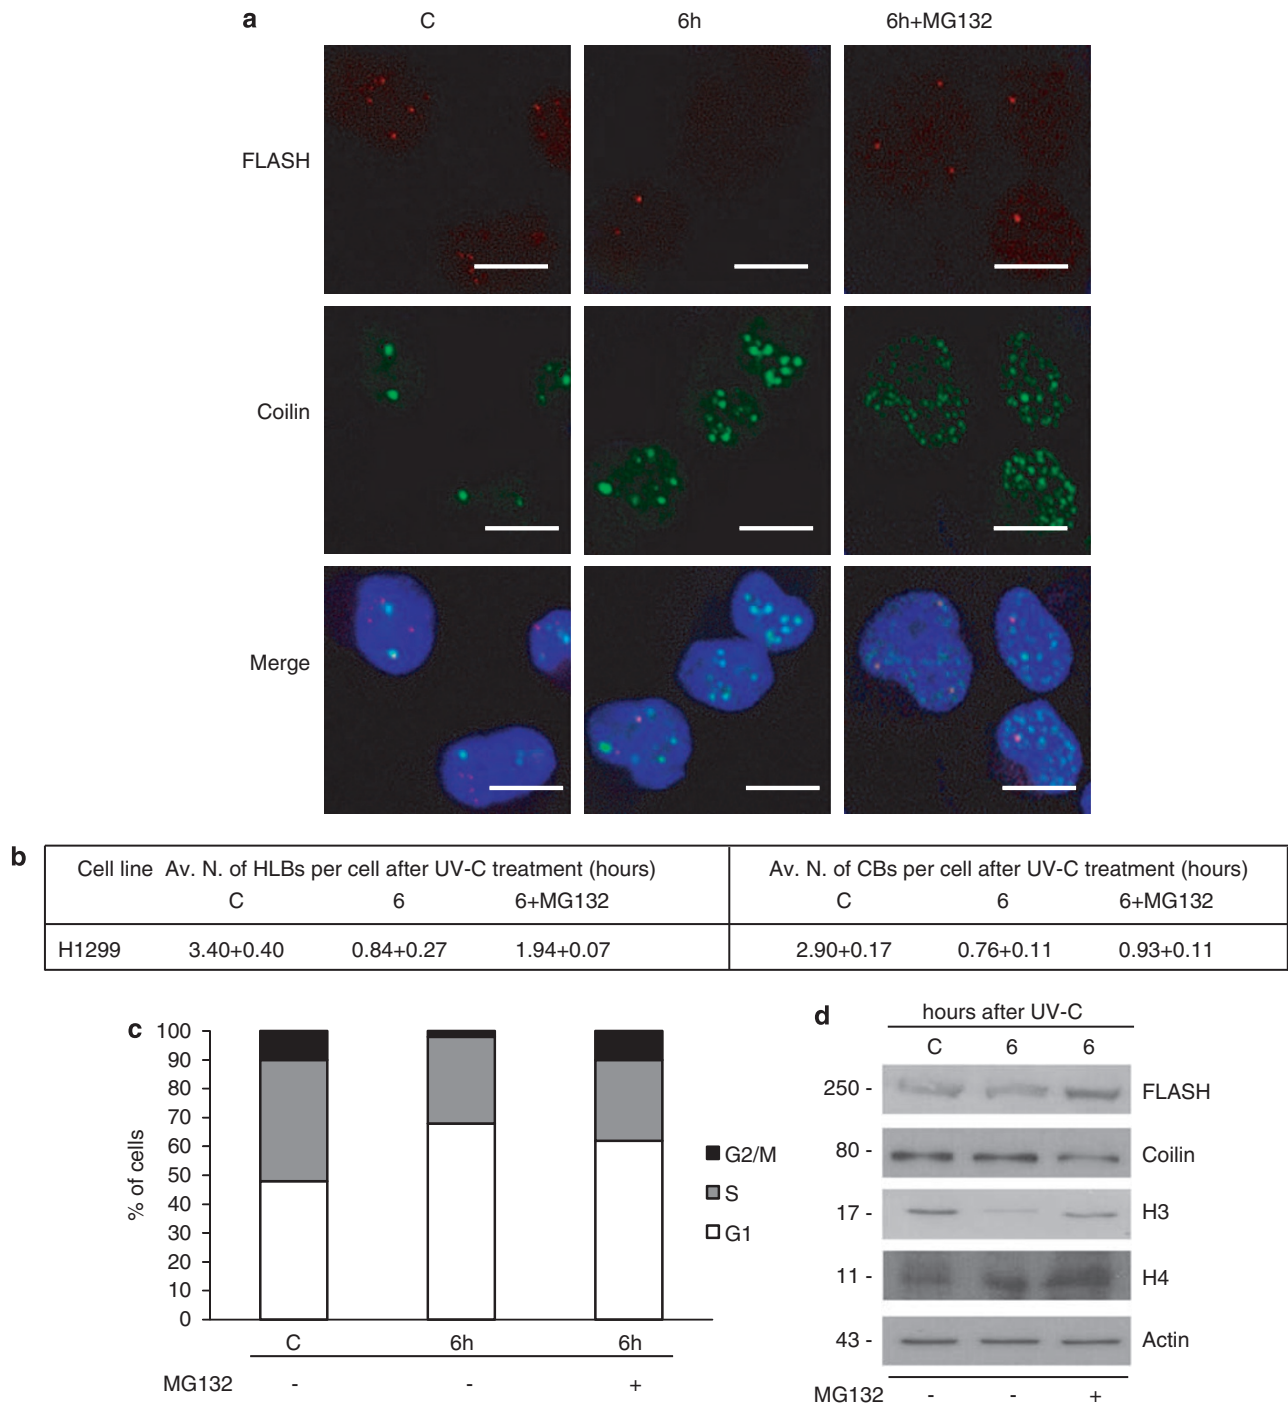 a
C 6h 6h+MG132
FLASH
Coilin
Merge
b
Cell line Av. N. of HLBs per cell after UV-C treatment (hours) Av. N. of CBs per cell after UV-C treatment (hours)
C 6 6+MG132 C 6 6+MG132
H1299 3.40+0.40 0.84+0.27 1.94+0.07 2.90+0.17 0.76+0.11 0.93+0.11
c
% of cells
100
90
80
70
60
50
40
30
20
10
0
C 6h 6h
MG132 - - +
G2/M
S
G1
d
hours after UV-C
C 6 6
250 - FLASH
80 - Coilin
17 - H3
11 - H4
43 - Actin
MG132 - - +